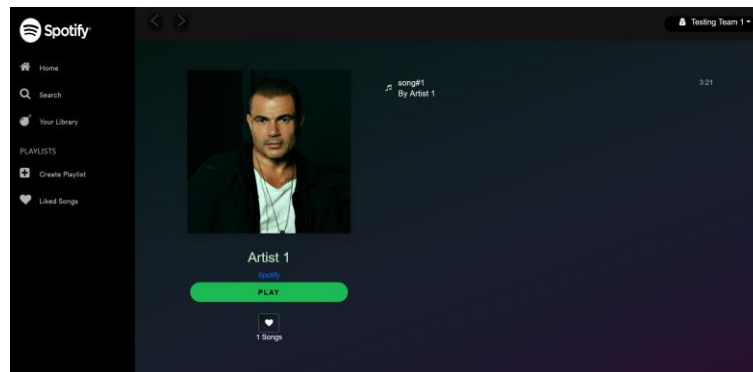 Spotify
Testing Team 1
Home
Search
Your Library
PLAYLISTS
Create Playlist
Liked Songs
song#1
By Artist 1
3:21
Artist 1
Spotify
PLAY
1 Songs